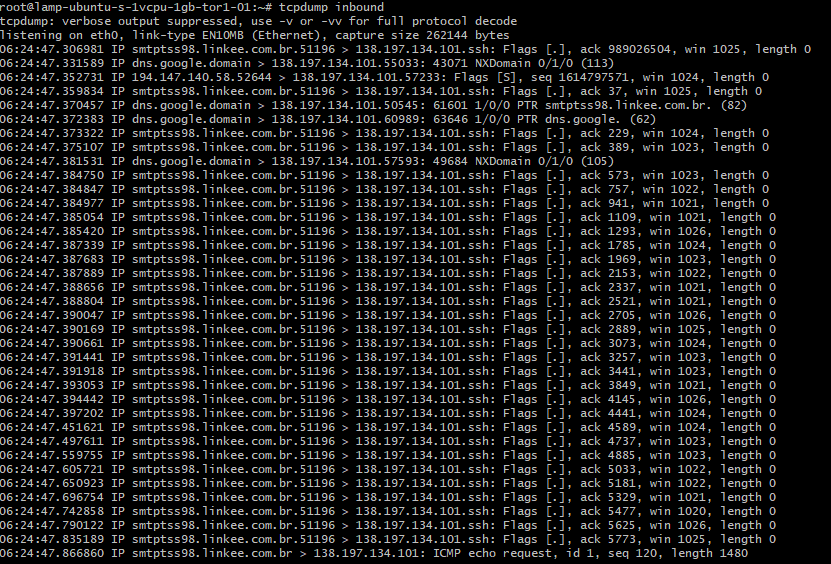 root@lamp-ubuntu-s-1vcpu-1gb-tor1-01:~# tcpdump inbound
tcpdump: verbose output suppressed, use -v or -vv for full protocol decode
listening on eth0, link-type EN10MB (Ethernet), capture size 262144 bytes
06:24:47.306981 IP smtptss98.linkee.com.br.51196 > 138.197.134.101.ssh: Flags [.], ack 989026504, win 1025, length 0
06:24:47.331589 IP dns.google.domain > 138.197.134.101.55033: 43071 NXDomain 0/1/0 (113)
06:24:47.352731 IP 194.147.140.58.52644 > 138.197.134.101.57233: Flags [S], seq 1614797571, win 1024, length 0
06:24:47.359834 IP smtptss98.linkee.com.br.51196 > 138.197.134.101.ssh: Flags [.], ack 37, win 1025, length 0
06:24:47.370457 IP dns.google.domain > 138.197.134.101.50545: 61601 1/0/0 PTR smtptss98.linkee.com.br. (82)
06:24:47.372383 IP dns.google.domain > 138.197.134.101.60989: 63646 1/0/0 PTR dns.google. (62)
06:24:47.373322 IP smtptss98.linkee.com.br.51196 > 138.197.134.101.ssh: Flags [.], ack 229, win 1024, length 0
06:24:47.375107 IP smtptss98.linkee.com.br.51196 > 138.197.134.101.ssh: Flags [.], ack 389, win 1023, length 0
06:24:47.381531 IP dns.google.domain > 138.197.134.101.57593: 49684 NXDomain 0/1/0 (105)
06:24:47.384750 IP smtptss98.linkee.com.br.51196 > 138.197.134.101.ssh: Flags [.], ack 573, win 1023, length 0
06:24:47.384847 IP smtptss98.linkee.com.br.51196 > 138.197.134.101.ssh: Flags [.], ack 757, win 1022, length 0
06:24:47.384977 IP smtptss98.linkee.com.br.51196 > 138.197.134.101.ssh: Flags [.], ack 941, win 1021, length 0
06:24:47.385054 IP smtptss98.linkee.com.br.51196 > 138.197.134.101.ssh: Flags [.], ack 1109, win 1021, length 0
06:24:47.385420 IP smtptss98.linkee.com.br.51196 > 138.197.134.101.ssh: Flags [.], ack 1293, win 1026, length 0
06:24:47.387339 IP smtptss98.linkee.com.br.51196 > 138.197.134.101.ssh: Flags [.], ack 1785, win 1024, length 0
06:24:47.387683 IP smtptss98.linkee.com.br.51196 > 138.197.134.101.ssh: Flags [.], ack 1969, win 1023, length 0
06:24:47.387889 IP smtptss98.linkee.com.br.51196 > 138.197.134.101.ssh: Flags [.], ack 2153, win 1022, length 0
06:24:47.388656 IP smtptss98.linkee.com.br.51196 > 138.197.134.101.ssh: Flags [.], ack 2337, win 1021, length 0
06:24:47.388804 IP smtptss98.linkee.com.br.51196 > 138.197.134.101.ssh: Flags [.], ack 2521, win 1021, length 0
06:24:47.390047 IP smtptss98.linkee.com.br.51196 > 138.197.134.101.ssh: Flags [.], ack 2705, win 1026, length 0
06:24:47.390169 IP smtptss98.linkee.com.br.51196 > 138.197.134.101.ssh: Flags [.], ack 2889, win 1025, length 0
06:24:47.390661 IP smtptss98.linkee.com.br.51196 > 138.197.134.101.ssh: Flags [.], ack 3073, win 1024, length 0
06:24:47.391441 IP smtptss98.linkee.com.br.51196 > 138.197.134.101.ssh: Flags [.], ack 3257, win 1023, length 0
06:24:47.391918 IP smtptss98.linkee.com.br.51196 > 138.197.134.101.ssh: Flags [.], ack 3441, win 1023, length 0
06:24:47.393053 IP smtptss98.linkee.com.br.51196 > 138.197.134.101.ssh: Flags [.], ack 3849, win 1021, length 0
06:24:47.394442 IP smtptss98.linkee.com.br.51196 > 138.197.134.101.ssh: Flags [.], ack 4145, win 1026, length 0
06:24:47.397202 IP smtptss98.linkee.com.br.51196 > 138.197.134.101.ssh: Flags [.], ack 4441, win 1024, length 0
06:24:47.451621 IP smtptss98.linkee.com.br.51196 > 138.197.134.101.ssh: Flags [.], ack 4589, win 1024, length 0
06:24:47.497611 IP smtptss98.linkee.com.br.51196 > 138.197.134.101.ssh: Flags [.], ack 4737, win 1023, length 0
06:24:47.559755 IP smtptss98.linkee.com.br.51196 > 138.197.134.101.ssh: Flags [.], ack 4885, win 1023, length 0
06:24:47.605721 IP smtptss98.linkee.com.br.51196 > 138.197.134.101.ssh: Flags [.], ack 5033, win 1022, length 0
06:24:47.650923 IP smtptss98.linkee.com.br.51196 > 138.197.134.101.ssh: Flags [.], ack 5181, win 1022, length 0
06:24:47.696754 IP smtptss98.linkee.com.br.51196 > 138.197.134.101.ssh: Flags [.], ack 5329, win 1021, length 0
06:24:47.742858 IP smtptss98.linkee.com.br.51196 > 138.197.134.101.ssh: Flags [.], ack 5477, win 1020, length 0
06:24:47.790122 IP smtptss98.linkee.com.br.51196 > 138.197.134.101.ssh: Flags [.], ack 5625, win 1026, length 0
06:24:47.835189 IP smtptss98.linkee.com.br.51196 > 138.197.134.101.ssh: Flags [.], ack 5773, win 1025, length 0
06:24:47.866860 IP smtptss98.linkee.com.br > 138.197.134.101: ICMP echo request, id 1, seq 120, length 1480